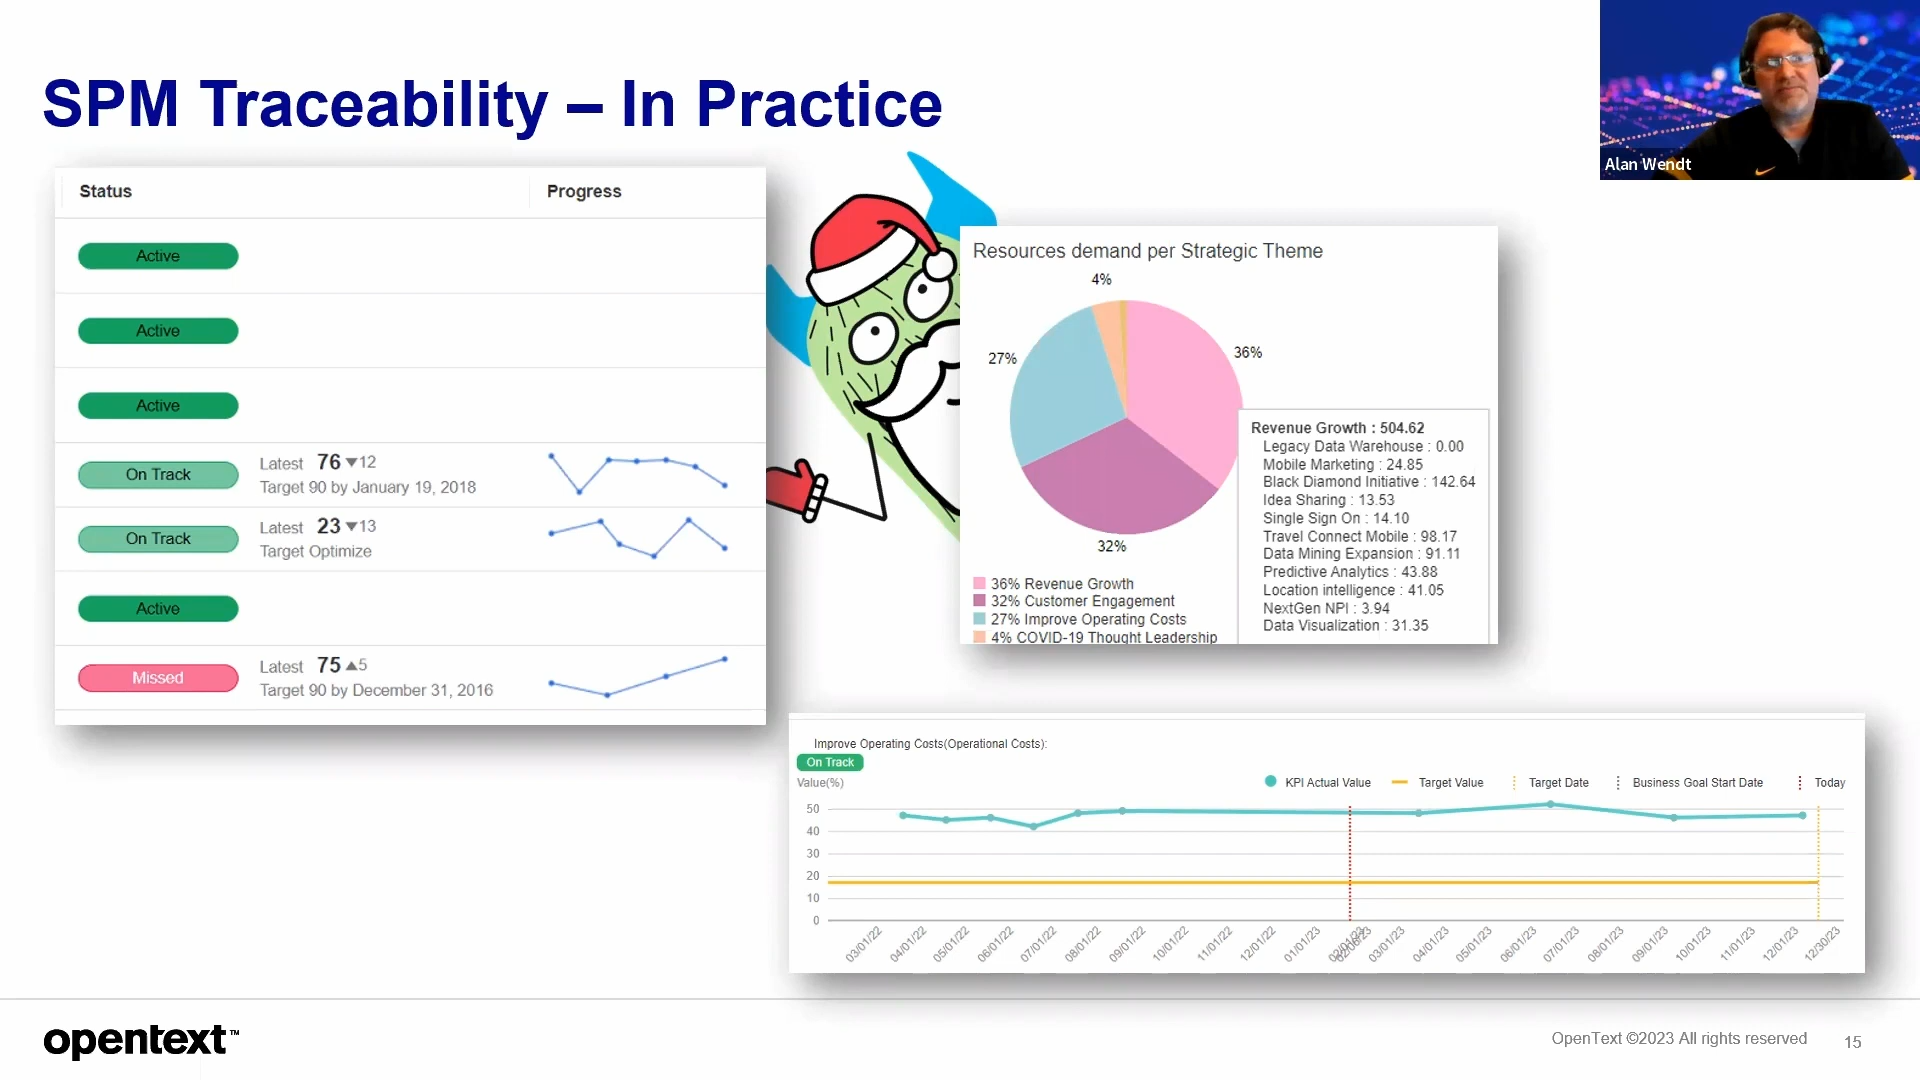 SPM Traceability – In Practice
Alan Wendt
Status Progress
Active
Active
Active
On Track
Latest 76 ▼12
Target 90 by January 19, 2018
On Track
Latest 23 ▼13
Target Optimize
Active
Missed
Latest 75 ▲5
Target 90 by December 31, 2016
Resources demand per Strategic Theme
4%
27%
36%
32%
36% Revenue Growth
32% Customer Engagement
27% Improve Operating Costs
4% COVID-19 Thought Leadership
Revenue Growth : 504.62
Legacy Data Warehouse : 0.00
Mobile Marketing : 24.85
Black Diamond Initiative : 142.64
Idea Sharing : 13.53
Single Sign On : 14.10
Travel Connect Mobile : 98.17
Data Mining Expansion : 91.11
Predictive Analytics : 43.88
Location intelligence : 41.05
NextGen NPI : 3.94
Data Visualization : 31.35
Improve Operating Costs(Operational Costs):
On Track
Value(%)
KPI Actual Value Target Value Target Date Business Goal Start Date Today
50
40
30
20
10
0
03/01/22 04/01/22 05/01/22 06/01/22 07/01/22 08/01/22 09/01/22 10/01/22 11/01/22 12/01/22 01/01/23 03/01/23 04/01/23 05/01/23 06/01/23 07/01/23 08/01/23 09/01/23 10/01/23 11/01/23 12/01/23 12/30/23
opentext™
OpenText ©2023 All rights reserved 15